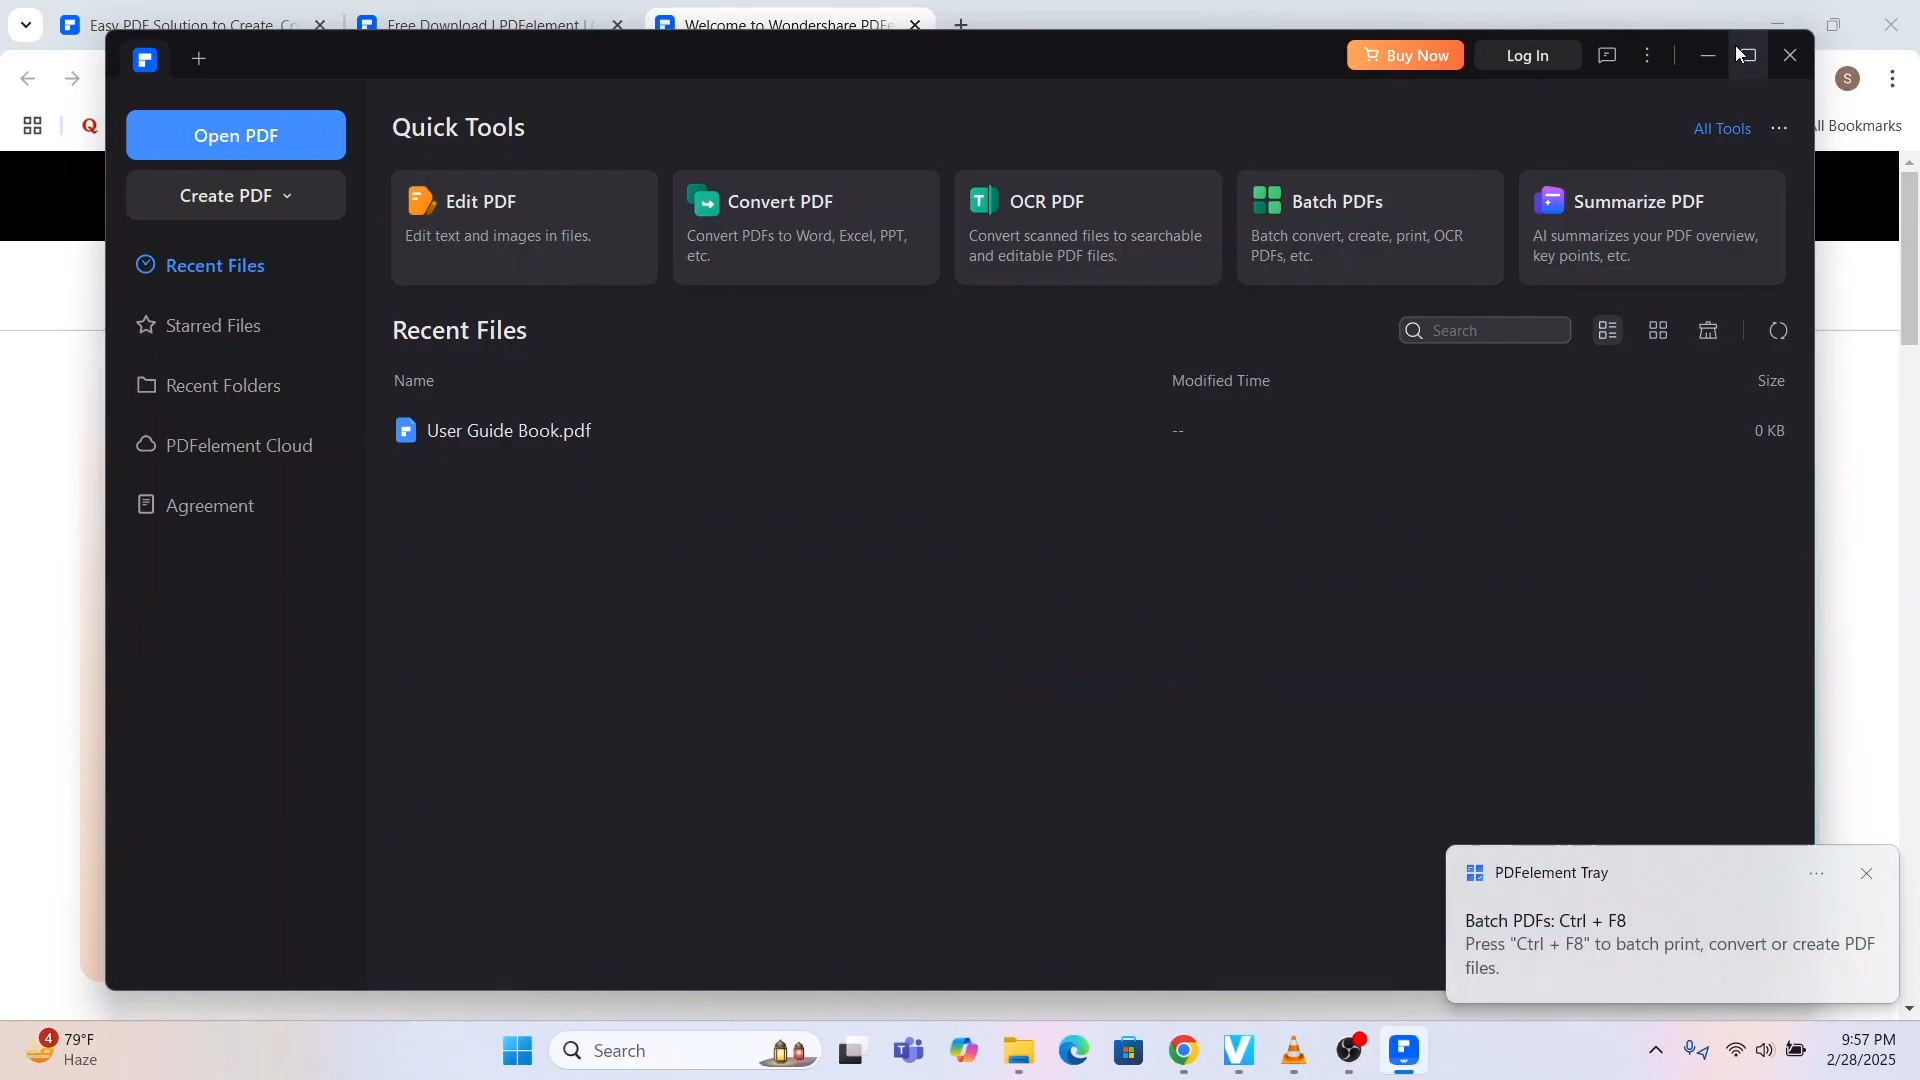 Easy PDF Solution to Create, Co
Free Download | PDFelement | 
Welcome to Wondershare PDFe
Buy Now
Log In
S
Q
All Bookmarks
Open PDF
Create PDF
Recent Files
Starred Files
Recent Folders
PDFelement Cloud
Agreement
Quick Tools
All Tools
Edit PDF
Edit text and images in files.
Convert PDF
Convert PDFs to Word, Excel, PPT,
etc.
OCR PDF
Convert scanned files to searchable
and editable PDF files.
Batch PDFs
Batch convert, create, print, OCR
PDFs, etc.
Summarize PDF
AI summarizes your PDF overview,
key points, etc.
Recent Files
Search
Name
Modified Time
Size
User Guide Book.pdf
--
0 KB
PDFelement Tray
Batch PDFs: Ctrl + F8
Press "Ctrl + F8" to batch print, convert or create PDF
files.
4
79°F
Haze
Search
9:57 PM
2/28/2025